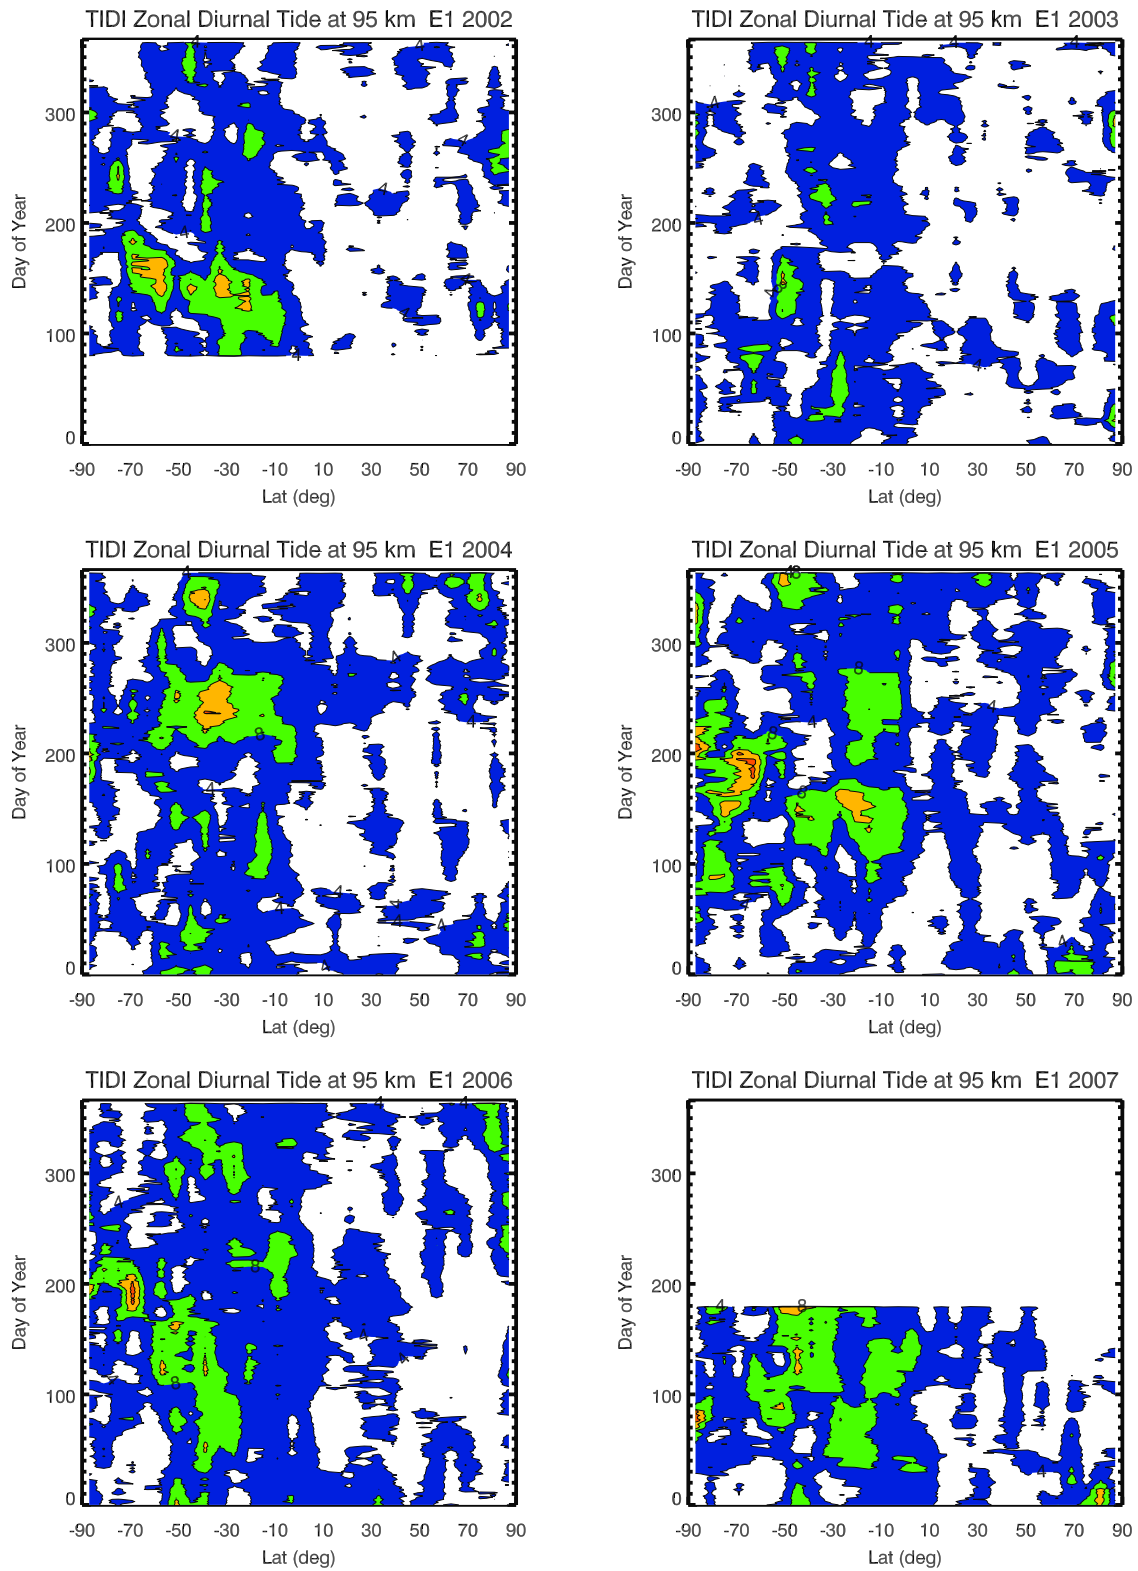 TIDI Zonal Diurnal Tide at 95 km E1 2002
TIDI Zonal Diurnal Tide at 95 km E1 2003
Day of Year
300
200
100
0
-90 -70 -50 -30 -10 10 30 50 70 90
Lat (deg)
Day of Year
300
200
100
0
-90 -70 -50 -30 -10 10 30 50 70 90
Lat (deg)
TIDI Zonal Diurnal Tide at 95 km E1 2004
TIDI Zonal Diurnal Tide at 95 km E1 2005
Day of Year
300
200
100
0
-90 -70 -50 -30 -10 10 30 50 70 90
Lat (deg)
Day of Year
300
200
100
0
-90 -70 -50 -30 -10 10 30 50 70 90
Lat (deg)
TIDI Zonal Diurnal Tide at 95 km E1 2006
TIDI Zonal Diurnal Tide at 95 km E1 2007
Day of Year
300
200
100
0
-90 -70 -50 -30 -10 10 30 50 70 90
Lat (deg)
Day of Year
300
200
100
0
-90 -70 -50 -30 -10 10 30 50 70 90
Lat (deg)